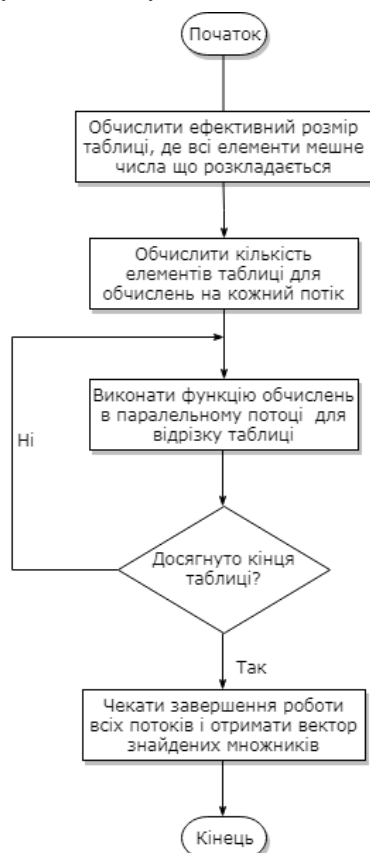 Початок
Обчислити ефективний розмір
таблиці, де всі елементи мешне
числа що розкладається
Обчислити кількість
елементів таблиці для
обчислень на кожний потік
Виконати функцію обчислень
в паралельному потоці для
відрізку таблиці
Ні
Досягнуто кінця
таблиці?
Так
Чекати завершення роботи
всіх потоків і отримати вектор
знайдених множників
Кінець